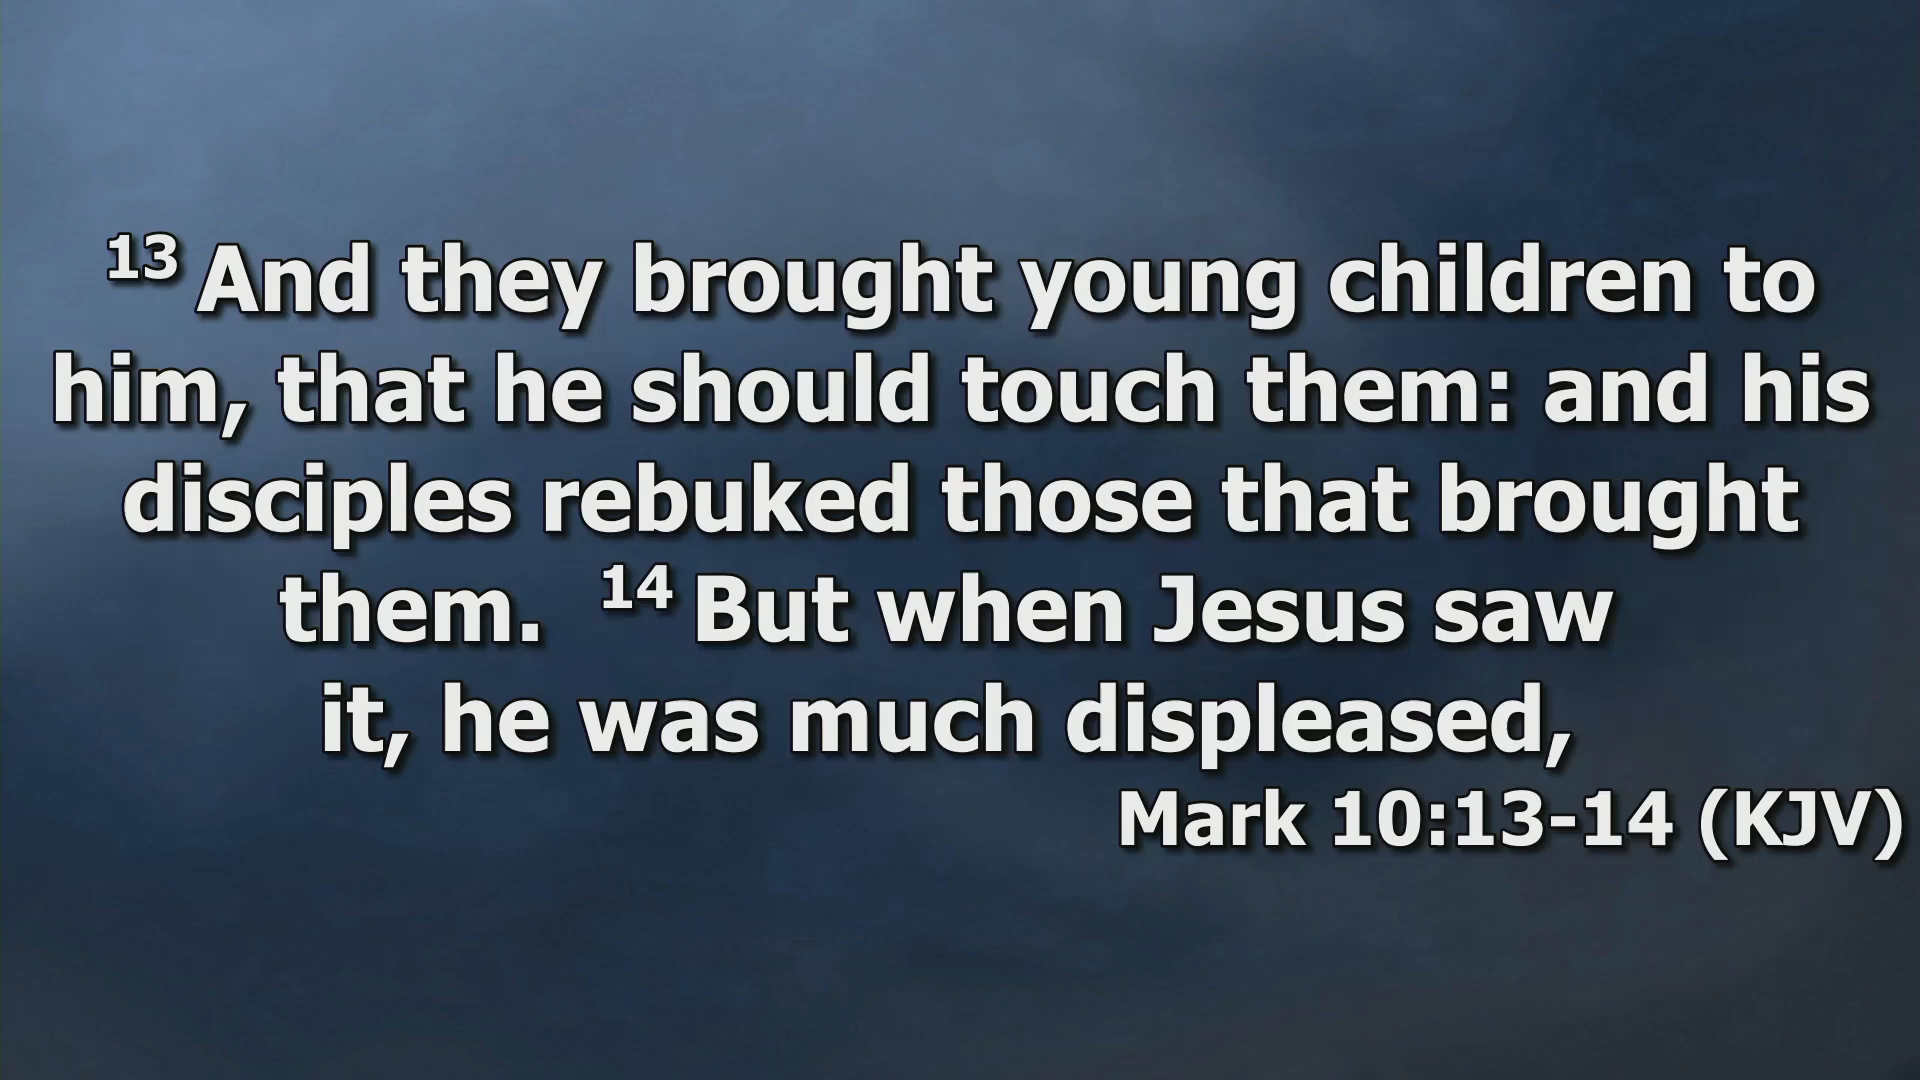 13 And they brought young children to
him, that he should touch them: and his
disciples rebuked those that brought
them. 14 But when Jesus saw
it, he was much displeased,
Mark 10:13-14 (KJV)